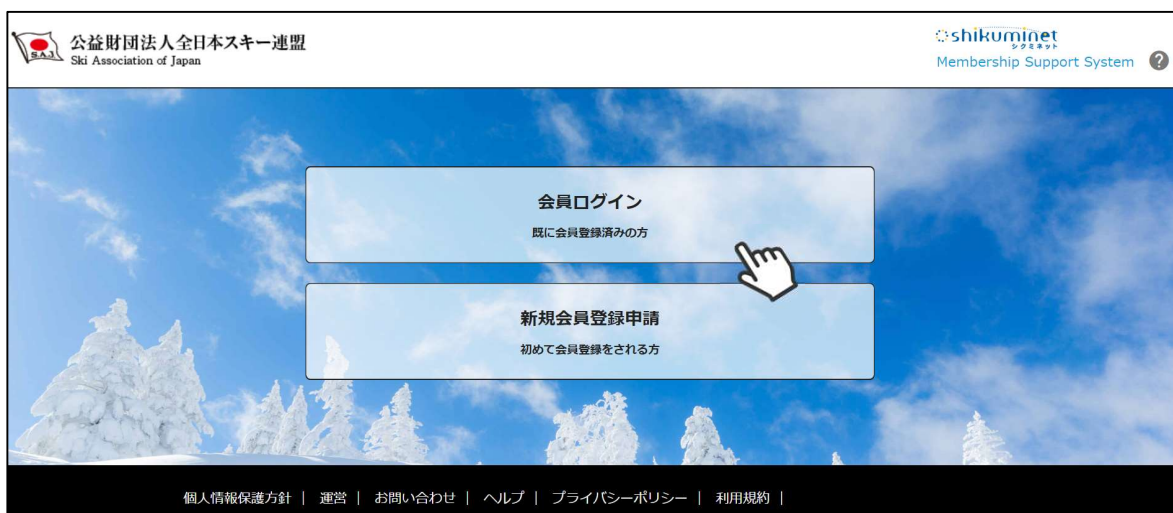 S.A.J.
公益財団法人全日本スキー連盟
Ski Association of Japan
shikuminet
シクミネット
Membership Support System ?
会員ログイン
既に会員登録済みの方
新規会員登録申請
初めて会員登録をされる方
個人情報保護方針 | 運営 | お問い合わせ | ヘルプ | プライバシーポリシー | 利用規約 |